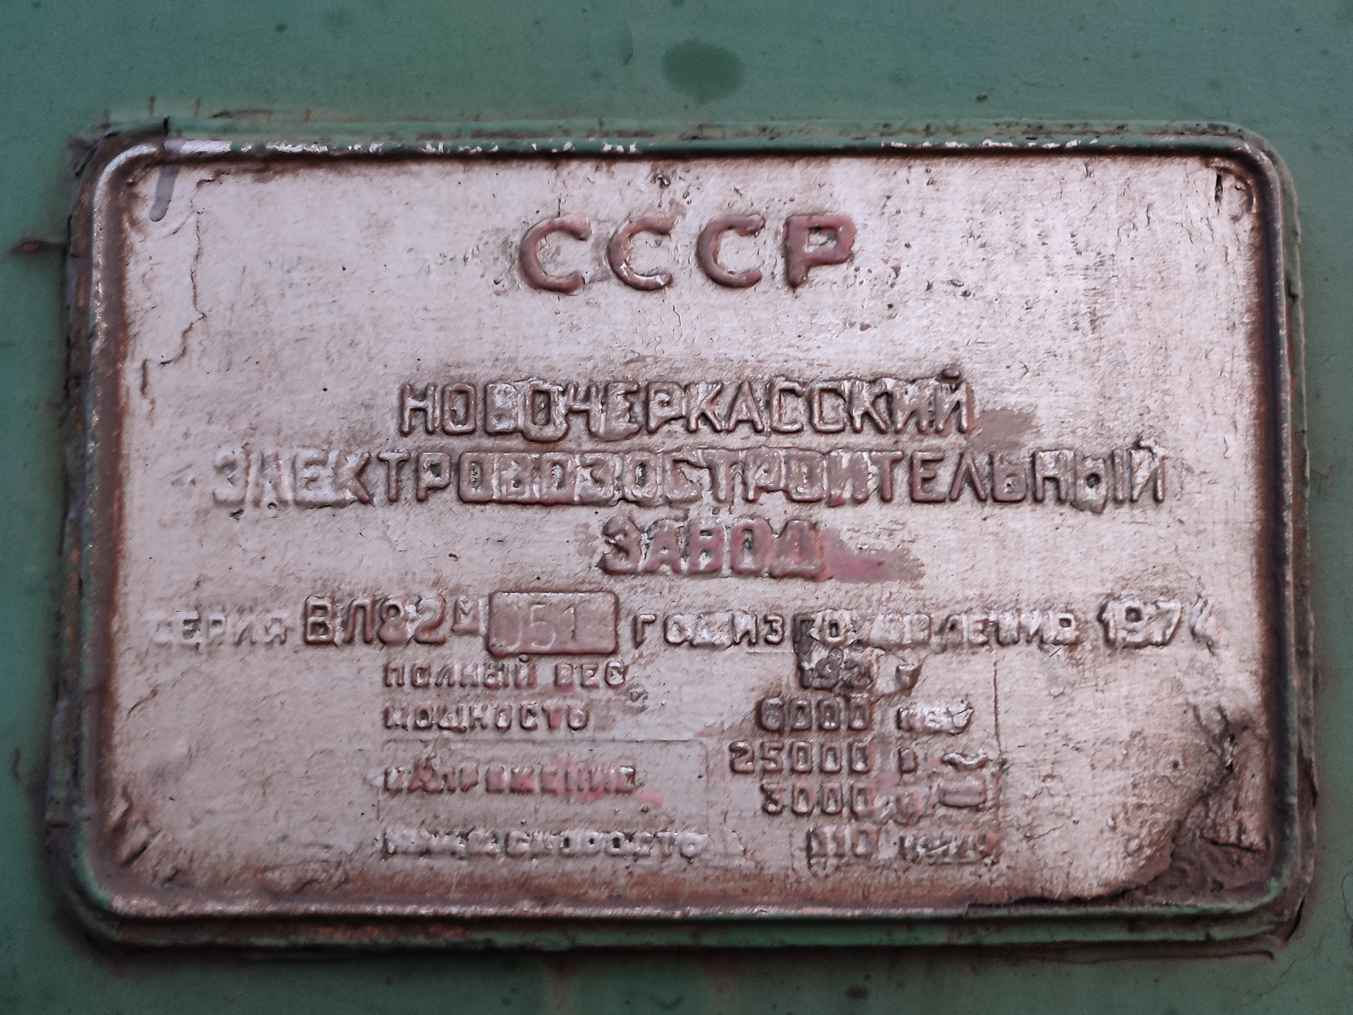 СССР
НОВОЧЕРКАССКИЙ
ЭЛЕКТРОВОЗОСТРОИТЕЛЬНЫЙ
ЗАВОД
СЕРИЯ ВЛ82М 051 ГОД ИЗГОТОВЛЕНИЯ 197
ПОЛНЫЙ ВЕС Т
МОЩНОСТЬ 6000 КВТ
25000 В ~
НАПРЯЖЕНИЕ
3000 В =
СКОРОСТЬ 110 КМ/Ч